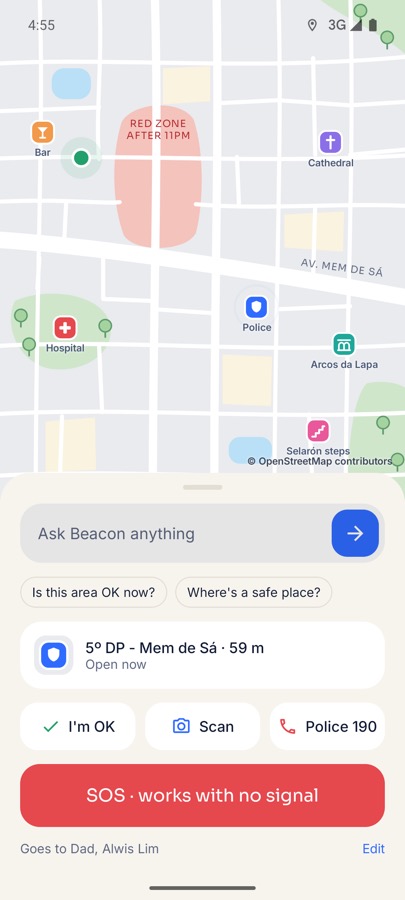 4:55
3G
RED ZONE
AFTER 11PM
Bar
Cathedral
AV. MEM DE SÁ
Police
Hospital
Arcos da Lapa
Selarón steps
© OpenStreetMap contributors
Ask Beacon anything
Is this area OK now?
Where's a safe place?
5º DP - Mem de Sá · 59 m
Open now
I'm OK
Scan
Police 190
SOS · works with no signal
Goes to Dad, Alwis Lim
Edit